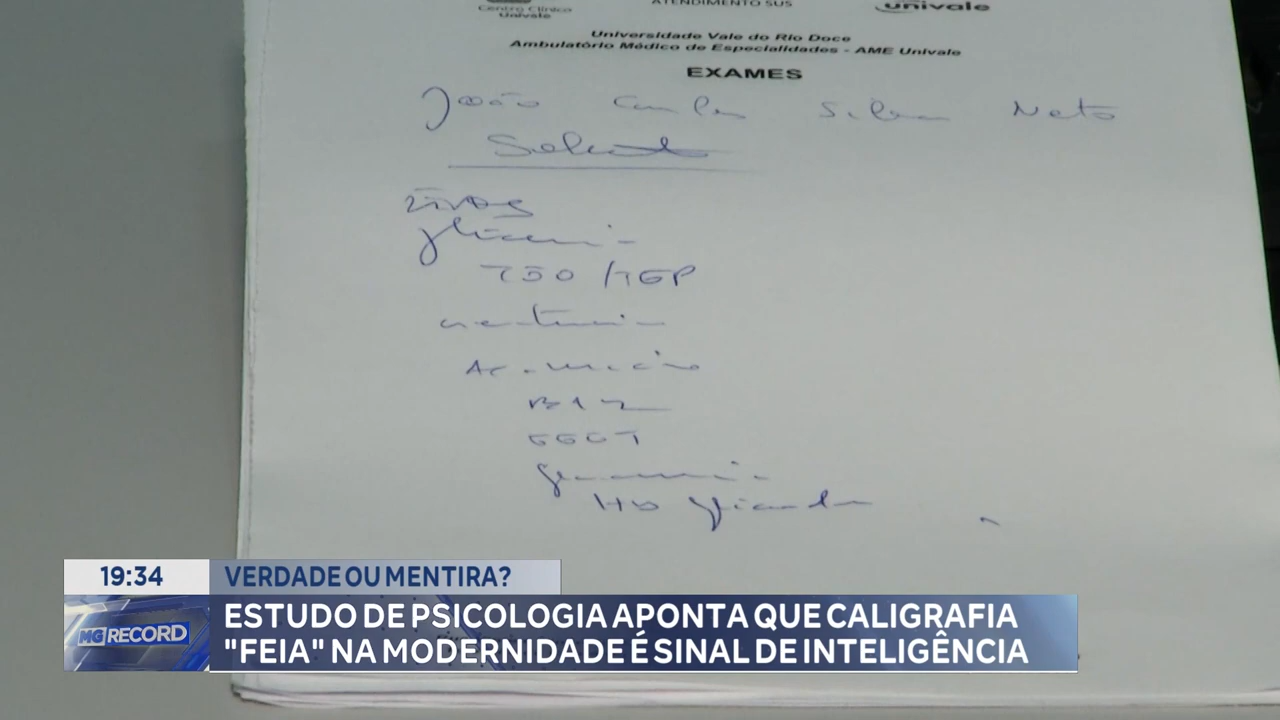 Centro Clínico
Univale
ATENDIMENTO SUS
univale
Universidade Vale do Rio Doce
Ambulatório Médico de Especialidades - AME Univale
EXAMES
João Carlos Silva Neto
Solicito
TGO /TGP
B12
19:34
VERDADE OU MENTIRA?
MG RECORD
ESTUDO DE PSICOLOGIA APONTA QUE CALIGRAFIA
"FEIA" NA MODERNIDADE É SINAL DE INTELIGÊNCIA